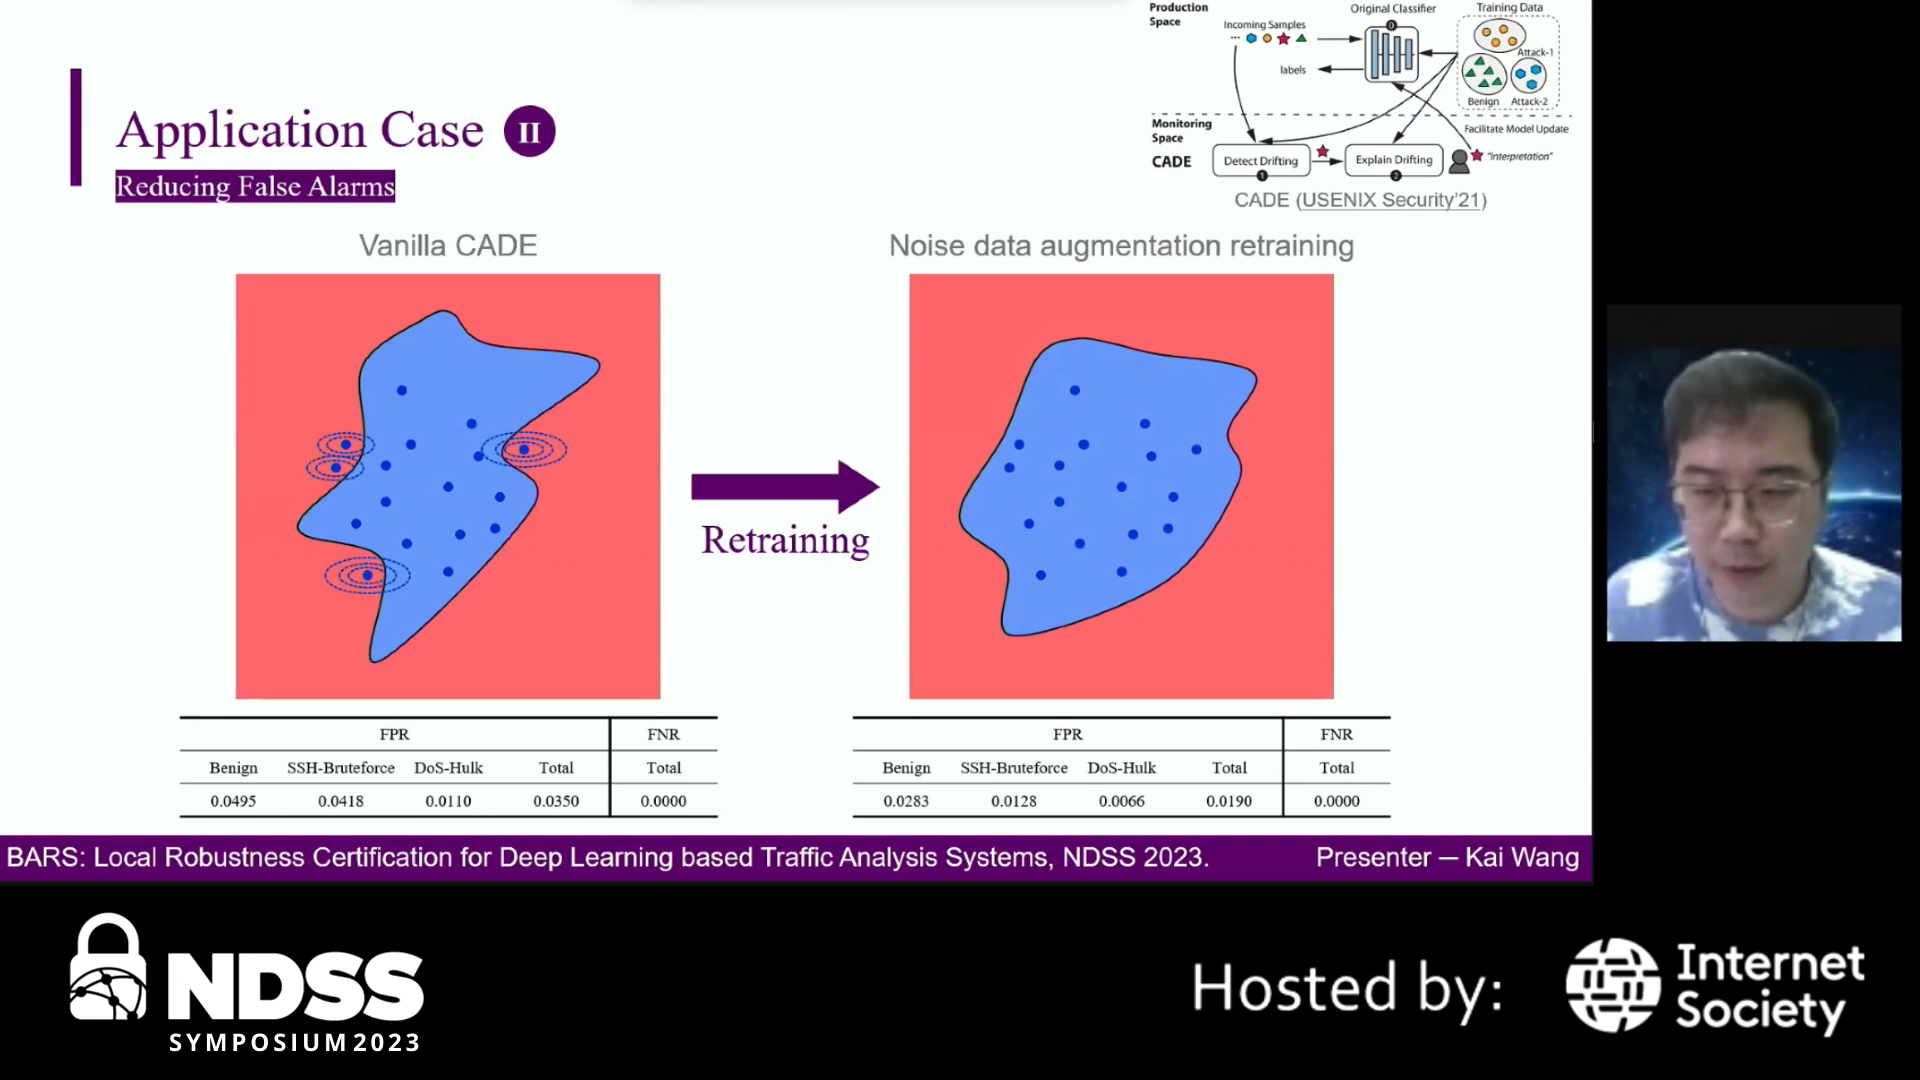 Production Space
Incoming Samples
Original Classifier
Training Data
0
labels
Attack-1
Benign
Attack-2
Monitoring Space
Facilitate Model Update
CADE
Detect Drifting
Explain Drifting
"Interpretation"
1
2
CADE (USENIX Security'21)
Application Case II
Reducing False Alarms
Vanilla CADE
Noise data augmentation retraining
Retraining
FPR FNR
Benign SSH-Bruteforce DoS-Hulk Total Total
0.0495 0.0418 0.0110 0.0350 0.0000
FPR FNR
Benign SSH-Bruteforce DoS-Hulk Total Total
0.0283 0.0128 0.0066 0.0190 0.0000
BARS: Local Robustness Certification for Deep Learning based Traffic Analysis Systems, NDSS 2023. Presenter — Kai Wang
NDSS
SYMPOSIUM 2023
Hosted by:
Internet
Society